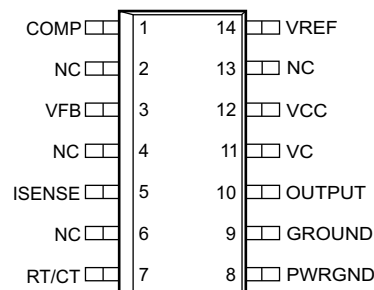 COMP 1 14 VREF
NC 2 13 NC
VFB 3 12 VCC
NC 4 11 VC
ISENSE 5 10 OUTPUT
NC 6 9 GROUND
RT/CT 7 8 PWRGND